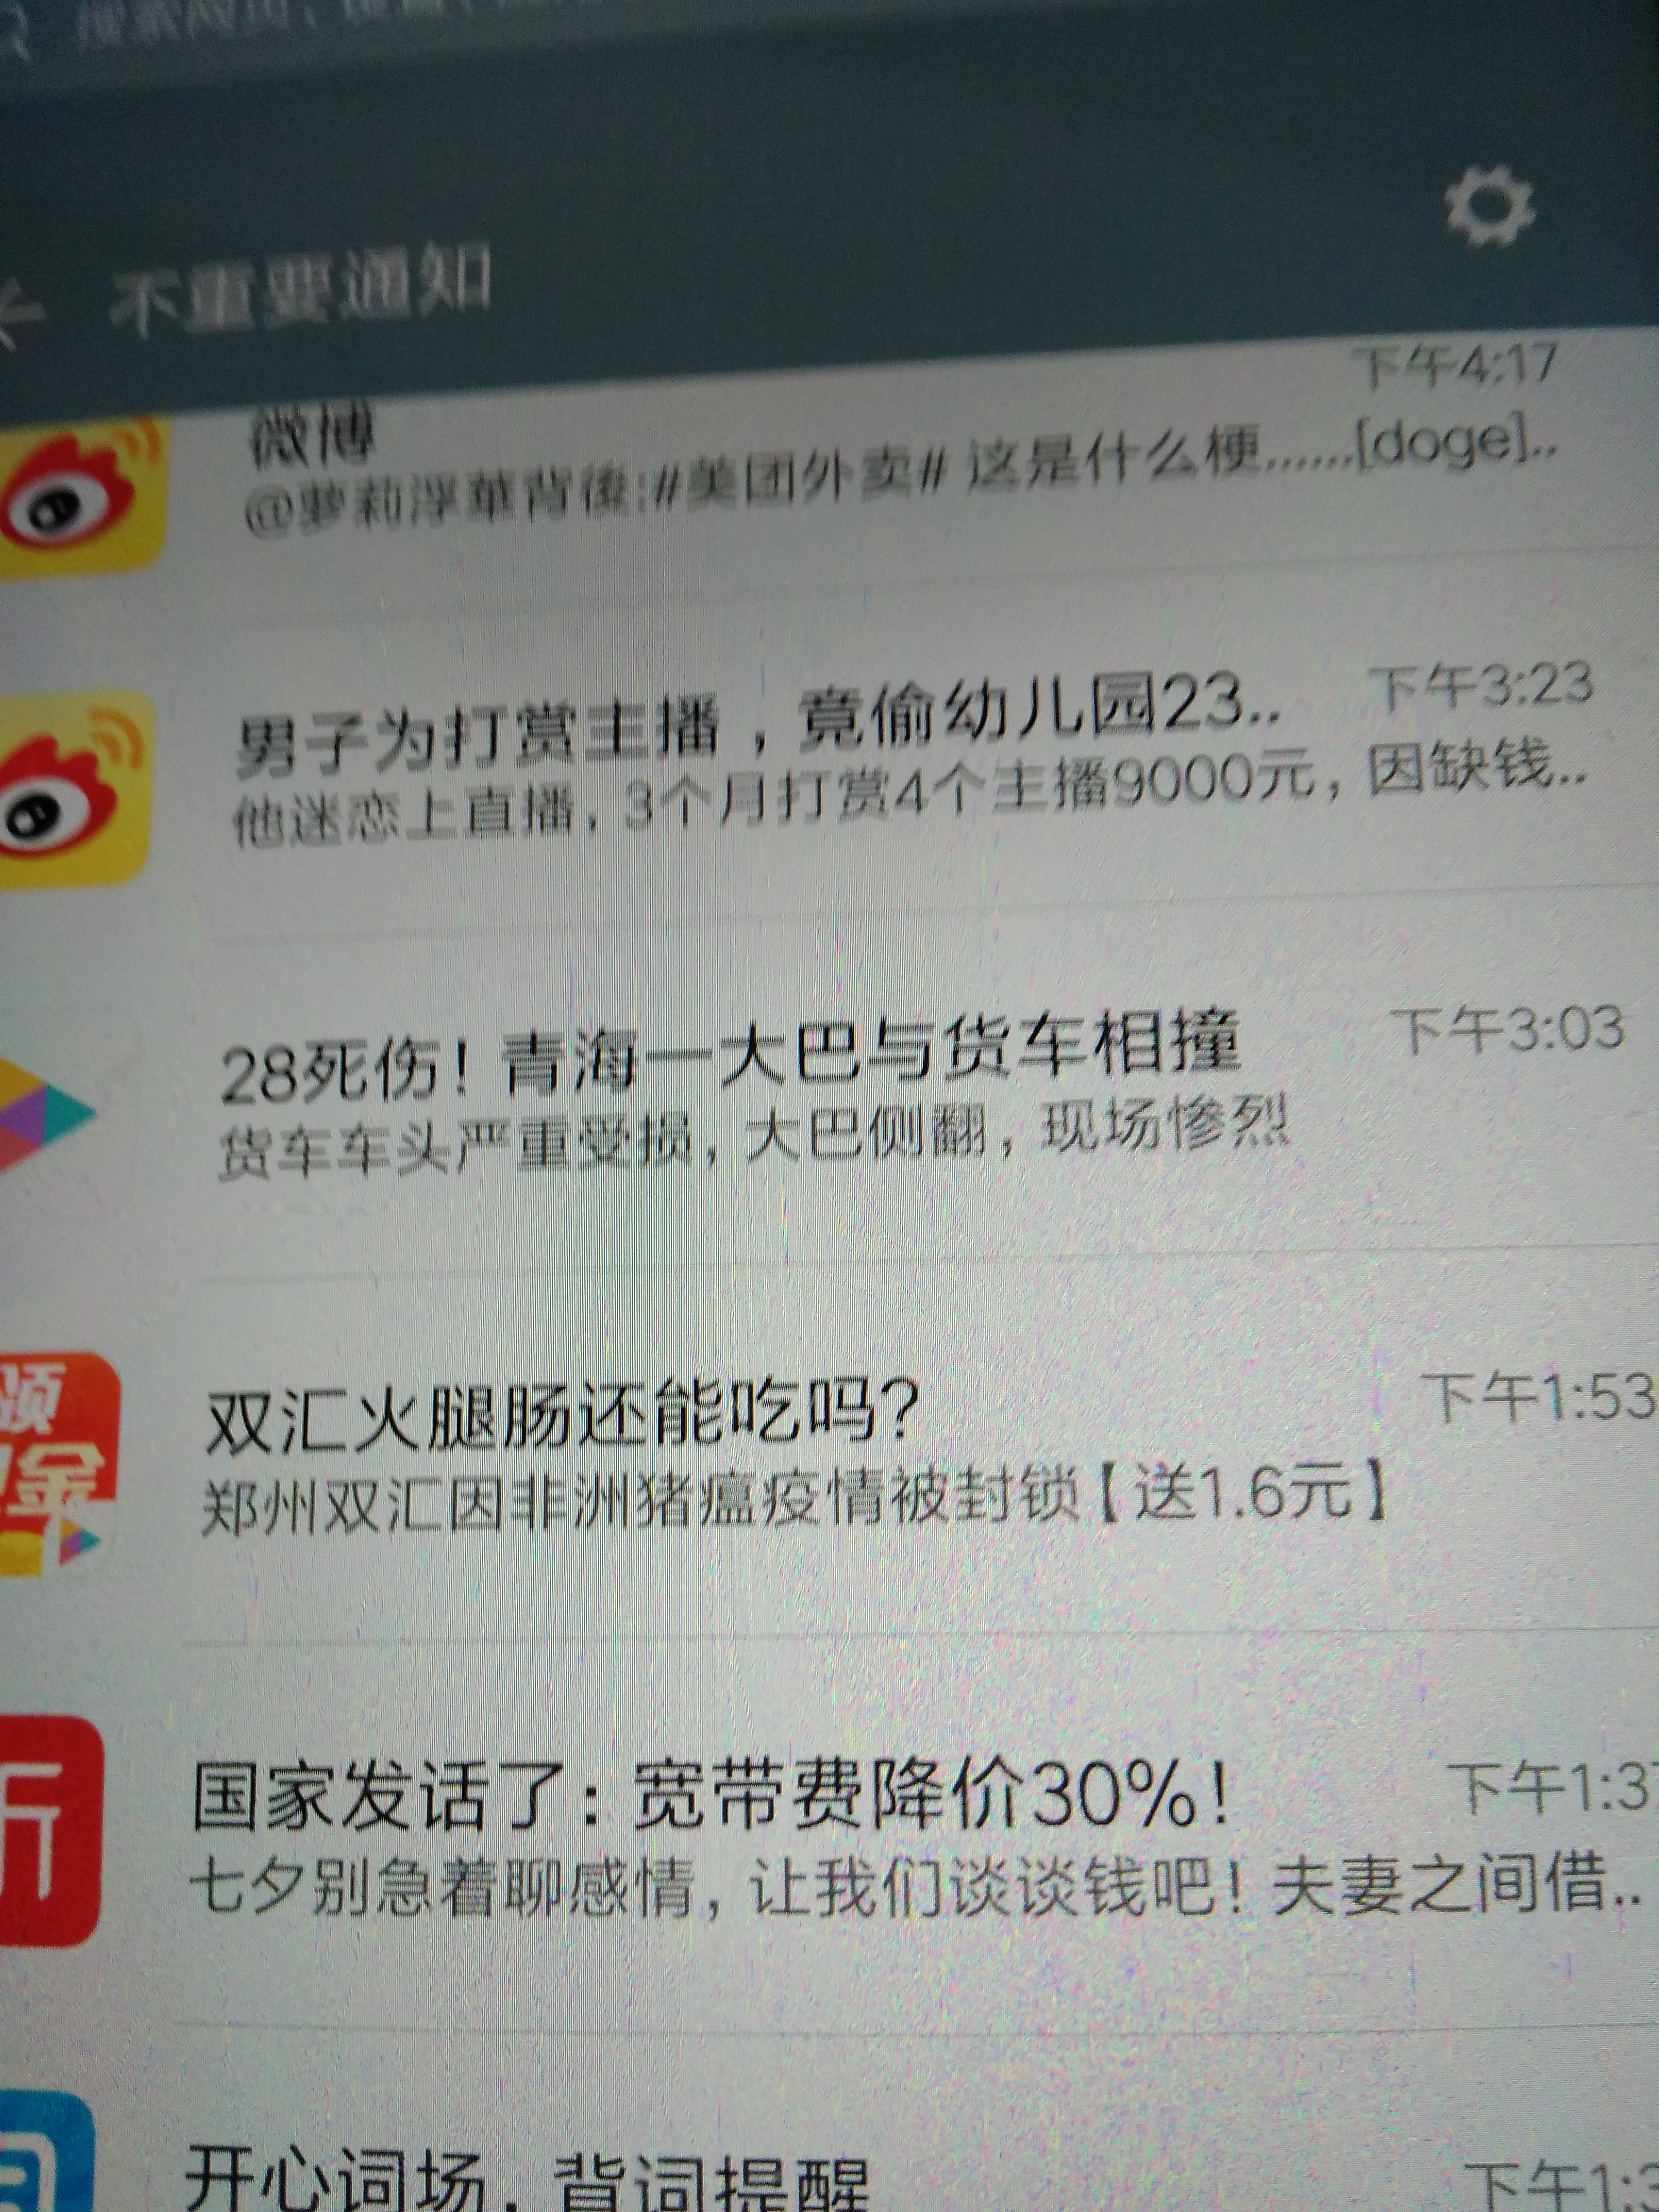 不重要通知
下午4:17
微博
@萝莉浮華背後:#美团外卖# 这是什么梗......[doge]..
男子为打赏主播，竟偷幼儿园23..
下午3:23
他迷恋上直播，3个月打赏4个主播9000元，因缺钱..
28死伤！青海一大巴与货车相撞
下午3:03
货车车头严重受损，大巴侧翻，现场惨烈
双汇火腿肠还能吃吗？
下午1:53
郑州双汇因非洲猪瘟疫情被封锁【送1.6元】
国家发话了：宽带费降价30%！
下午1:3
七夕别急着聊感情，让我们谈谈钱吧！夫妻之间借..
开心词场，背词提醒
下午1:3